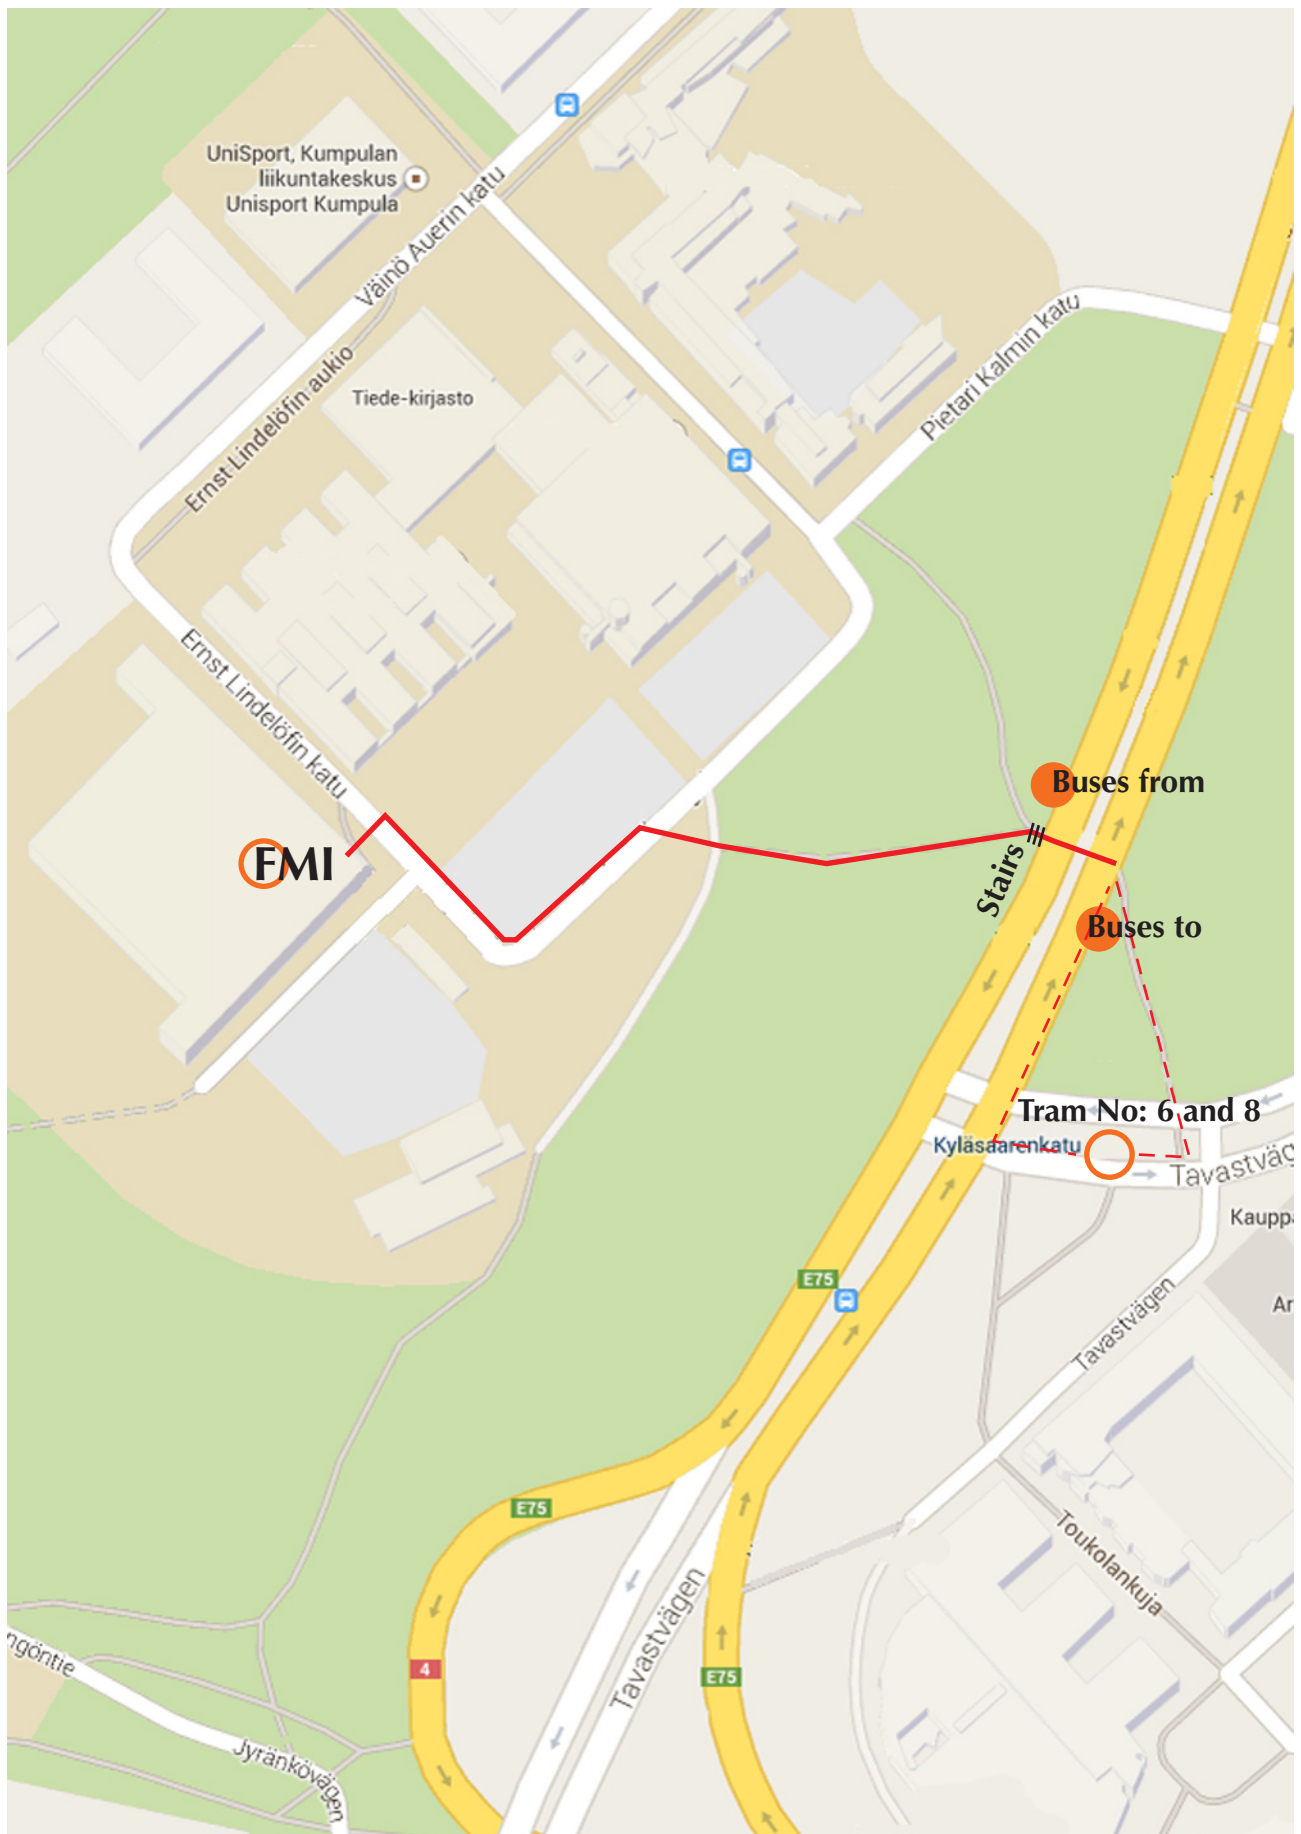 UniSport, Kumpulan
liikuntakeskus
Unisport Kumpula
Väinö Auerin katu
Ernst Lindelöfin aukio
Tiede-kirjasto
Pietari Kalmin katu
Ernst Lindelöfin katu
Buses from
FMI
Stairs
Buses to
Tram No: 6 and 8
Kyläsaarenkatu
Tavastväg
Kauppa
E75
Ar
Tavastvägen
E75
Toukolankuja
Tavastvägen
ngöntie
4
E75
Jyränkövägen